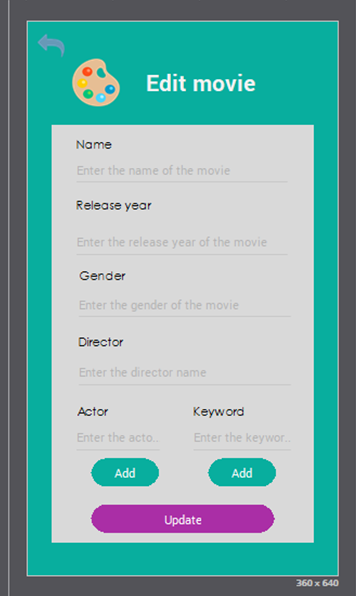 Edit movie
Name
Enter the name of the movie
Release year
Enter the release year of the movie
Gender
Enter the gender of the movie
Director
Enter the director name
Actor Keyword
Enter the acto.. Enter the keywor..
Add Add
Update
360 x 640